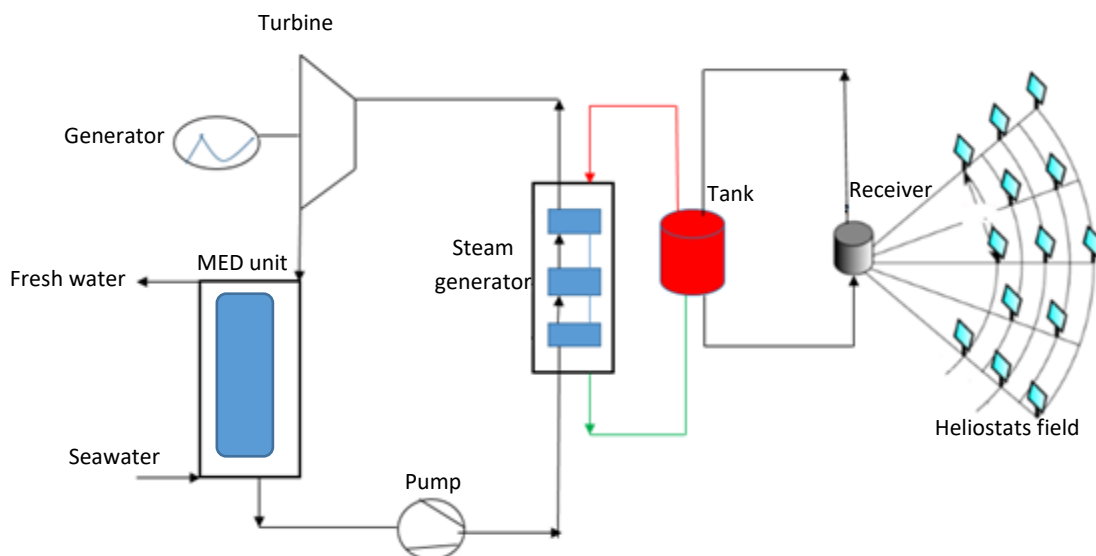 Turbine
Generator
Tank
Receiver
Steam
generator
MED unit
Fresh water
Heliostats field
Seawater
Pump